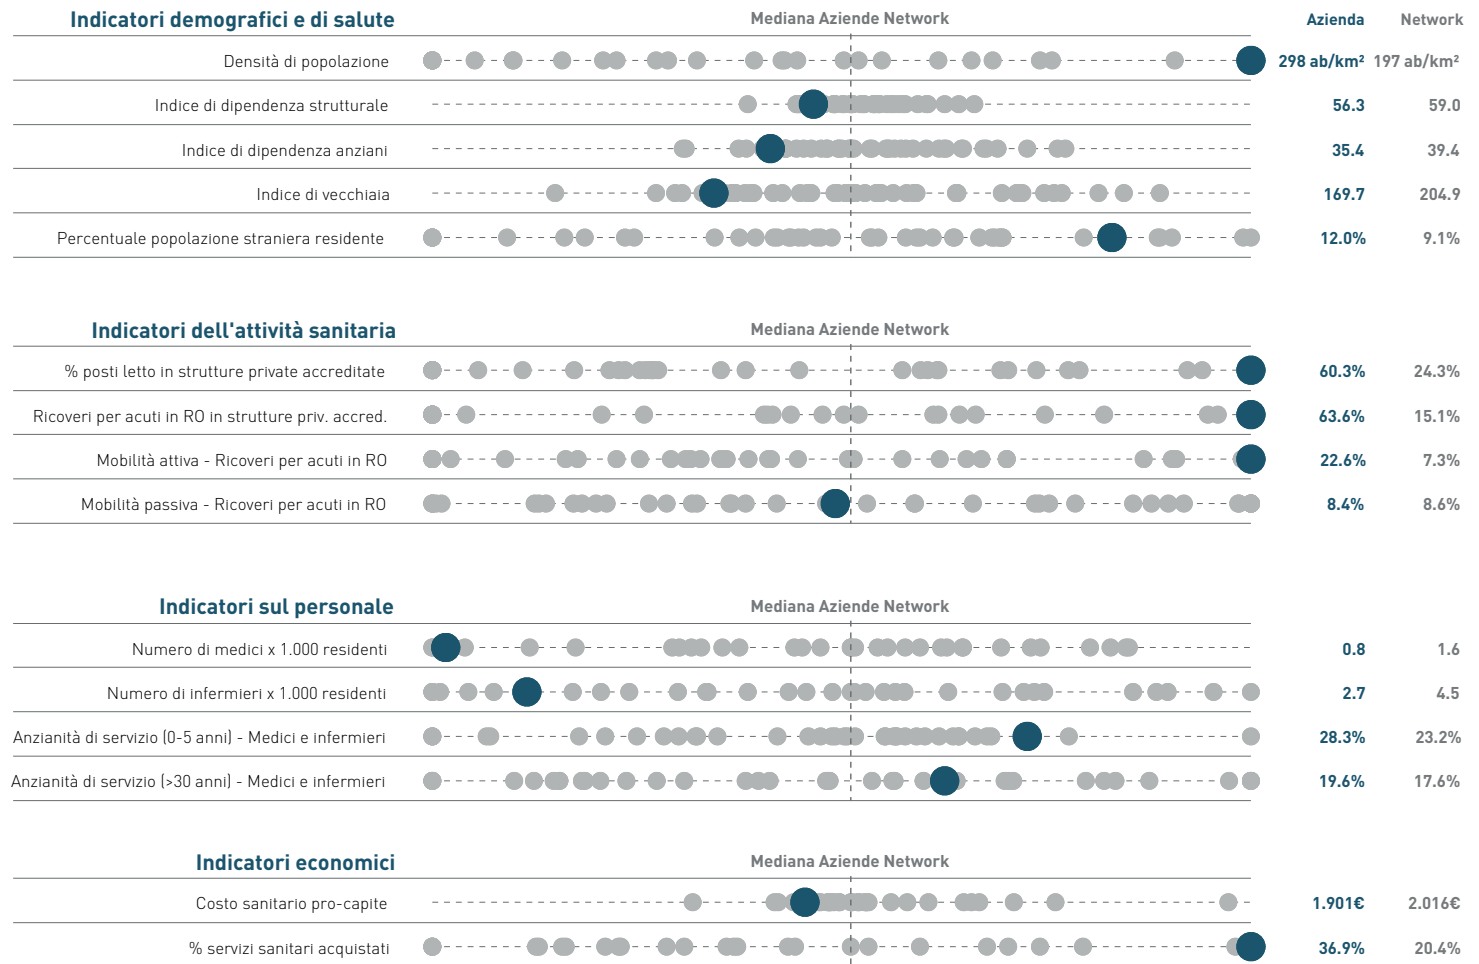 Indicatori demografici e di salute Mediana Aziende Network Azienda Network
Densità di popolazione 298 ab/km² 197 ab/km²
Indice di dipendenza strutturale 56.3 59.0
Indice di dipendenza anziani 35.4 39.4
Indice di vecchiaia 169.7 204.9
Percentuale popolazione straniera residente 12.0% 9.1%
Indicatori dell'attività sanitaria Mediana Aziende Network
% posti letto in strutture private accreditate 60.3% 24.3%
Ricoveri per acuti in RO in strutture priv. accred. 63.6% 15.1%
Mobilità attiva - Ricoveri per acuti in RO 22.6% 7.3%
Mobilità passiva - Ricoveri per acuti in RO 8.4% 8.6%
Indicatori sul personale Mediana Aziende Network
Numero di medici x 1.000 residenti 0.8 1.6
Numero di infermieri x 1.000 residenti 2.7 4.5
Anzianità di servizio (0-5 anni) - Medici e infermieri 28.3% 23.2%
Anzianità di servizio (>30 anni) - Medici e infermieri 19.6% 17.6%
Indicatori economici Mediana Aziende Network
Costo sanitario pro-capite 1.901€ 2.016€
% servizi sanitari acquistati 36.9% 20.4%